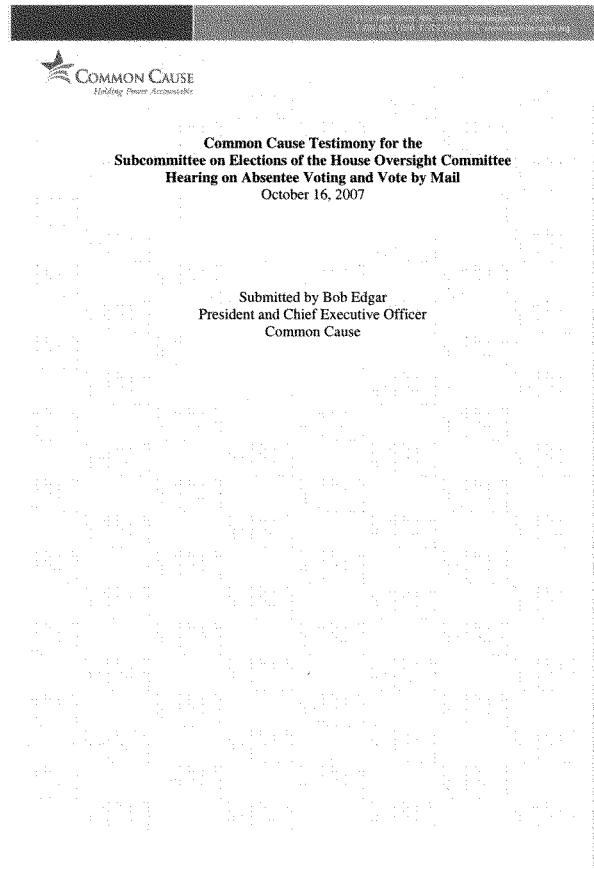 COMMON CAUSE
Holding Power Accountable
Common Cause Testimony for the
Subcommittee on Elections of the House Oversight Committee
Hearing on Absentee Voting and Vote by Mail
October 16, 2007
Submitted by Bob Edgar
President and Chief Executive Officer
Common Cause